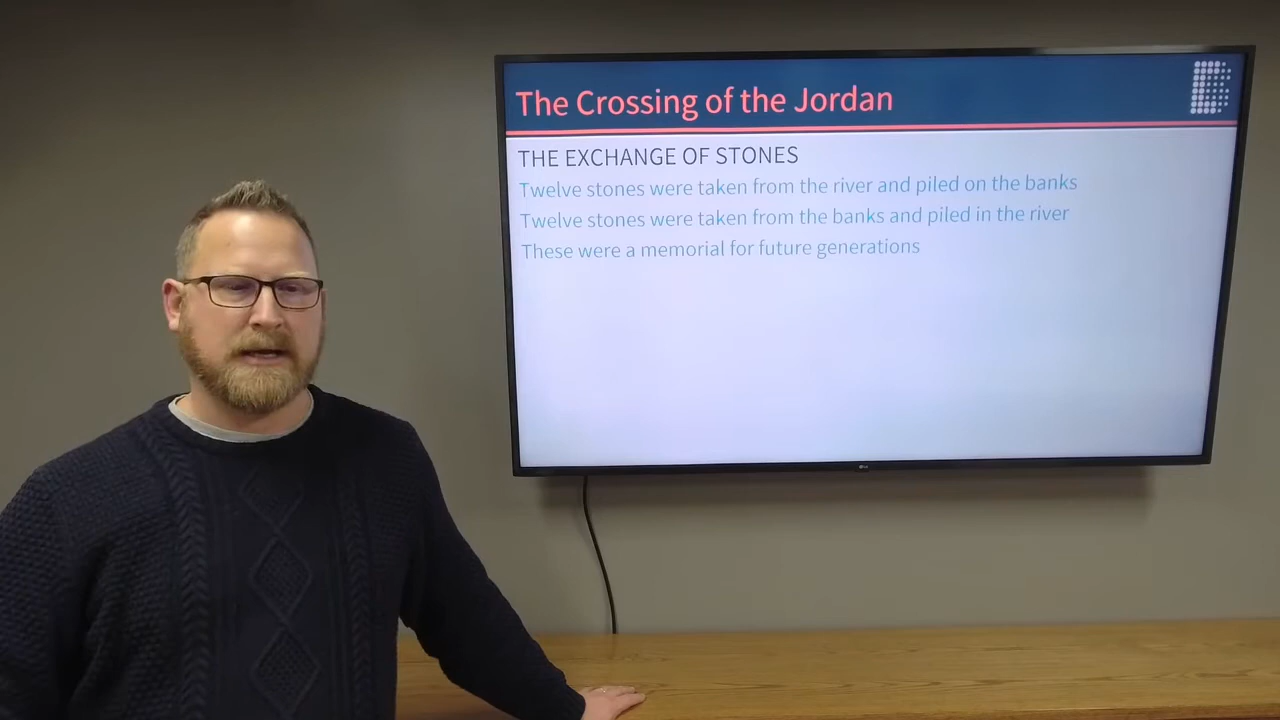 The Crossing of the Jordan
THE EXCHANGE OF STONES
Twelve stones were taken from the river and piled on the banks
Twelve stones were taken from the banks and piled in the river
These were a memorial for future generations